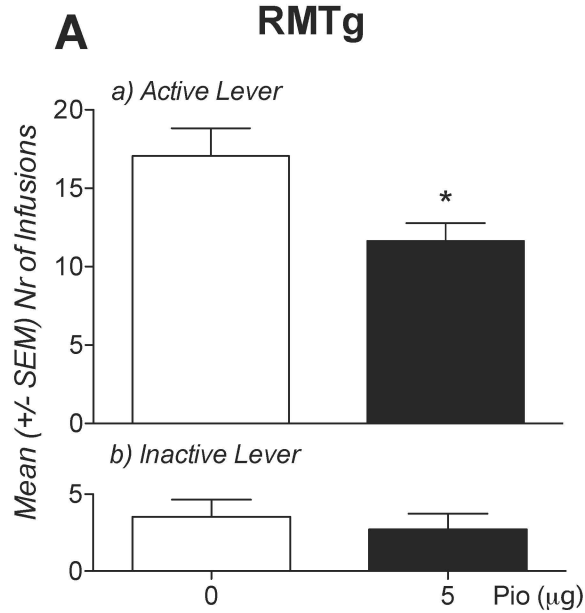 A
RMTg
a) Active Lever
20
15
10
5
0
*
Mean (+/- SEM) Nr of Infusions
b) Inactive Lever
5
0
0 5 Pio (µg)